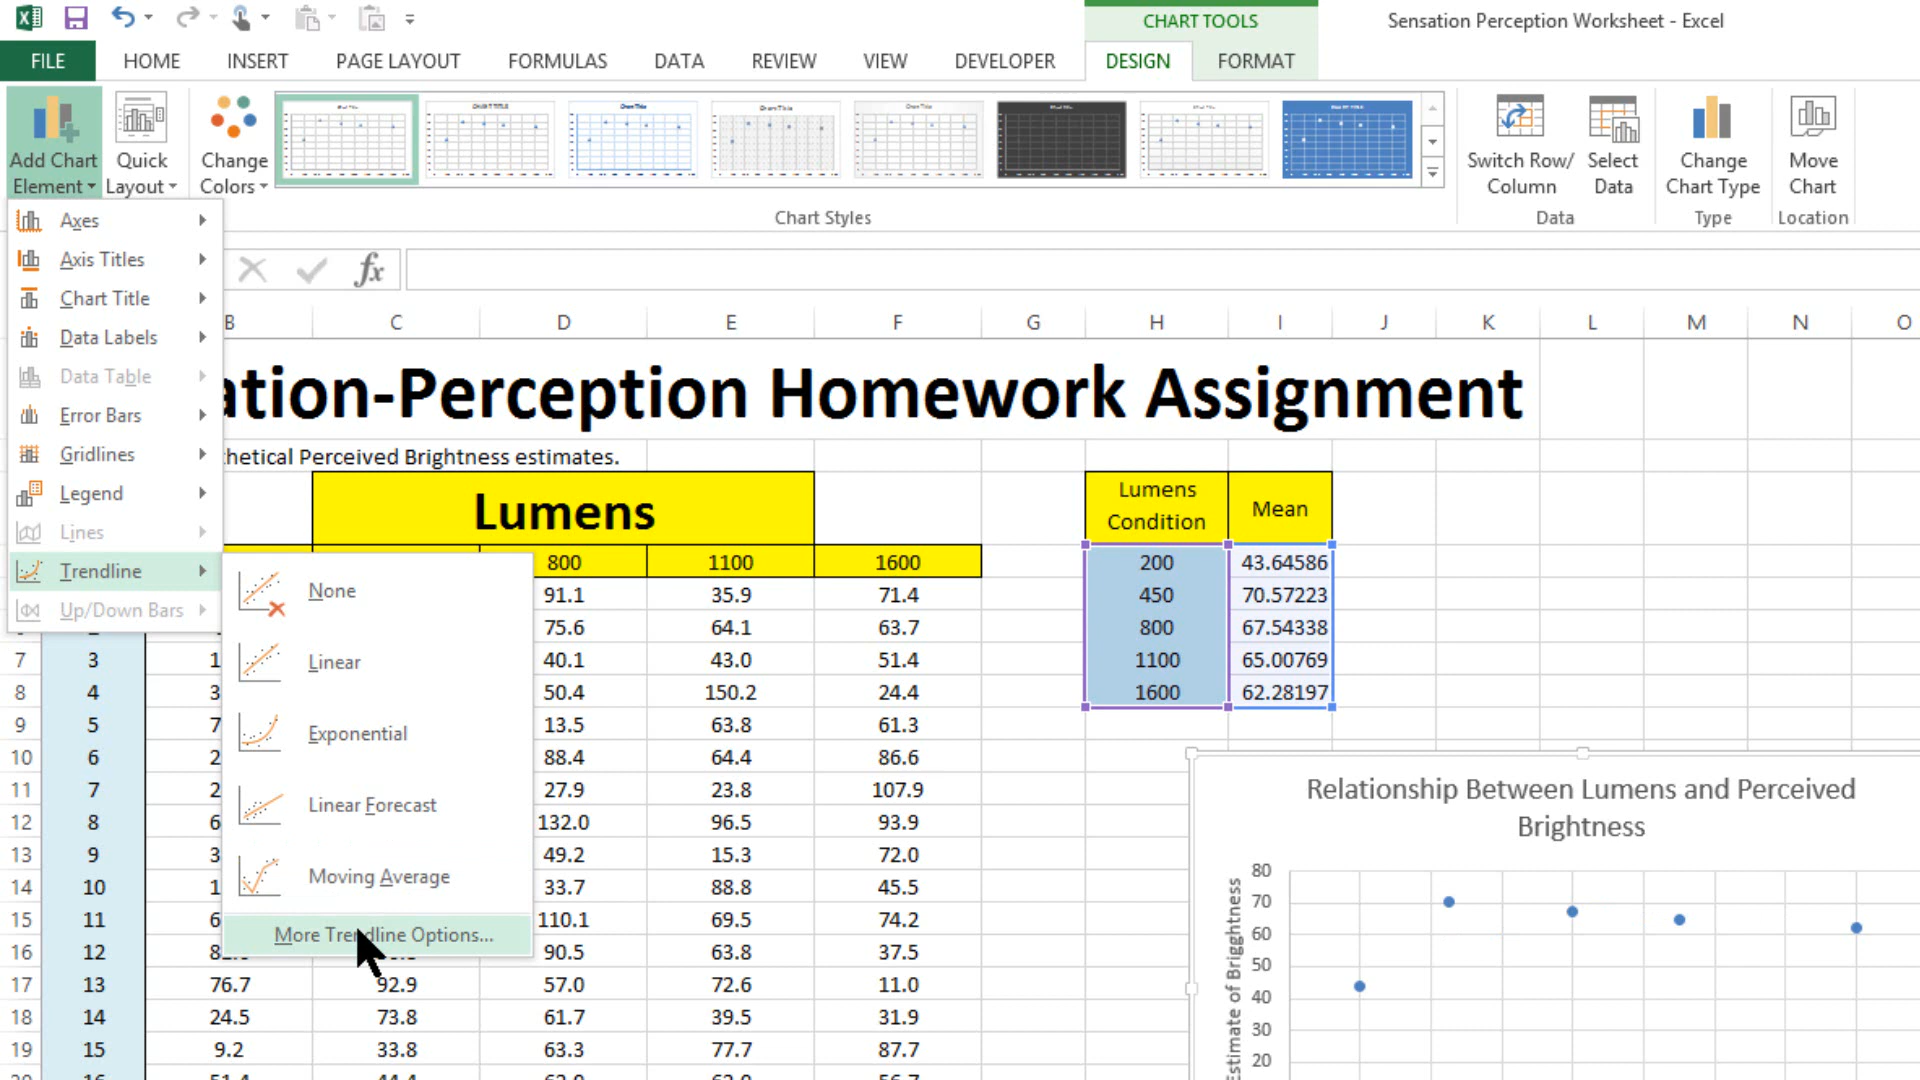 CHART TOOLS
Sensation Perception Worksheet - Excel
FILE HOME INSERT PAGE LAYOUT FORMULAS DATA REVIEW VIEW DEVELOPER DESIGN FORMAT
Add Chart Element
Quick Layout
Change Colors
Switch Row/ Column
Select Data
Change Chart Type
Move Chart
Chart Styles
Data
Type
Location
Axes
Axis Titles
Chart Title
Data Labels
Data Table
Error Bars
Gridlines
Legend
Lines
Trendline
Up/Down Bars
None
Linear
Exponential
Linear Forecast
Moving Average
More Trendline Options...
fx
B C D E F G H I J K L M N O
ation-Perception Homework Assignment
hetical Perceived Brightness estimates.
Lumens
Lumens Condition Mean
800 1100 1600
200 43.64586
91.1 35.9 71.4
450 70.57223
75.6 64.1 63.7
800 67.54338
7 3 1 40.1 43.0 51.4
1100 65.00769
8 4 3 50.4 150.2 24.4
1600 62.28197
9 5 7 13.5 63.8 61.3
10 6 2 88.4 64.4 86.6
11 7 2 27.9 23.8 107.9
12 8 6 132.0 96.5 93.9
13 9 3 49.2 15.3 72.0
14 10 1 33.7 88.8 45.5
15 11 6 110.1 69.5 74.2
16 12 90.5 63.8 37.5
17 13 76.7 92.9 57.0 72.6 11.0
18 14 24.5 73.8 61.7 39.5 31.9
19 15 9.2 33.8 63.3 77.7 87.7
Relationship Between Lumens and Perceived
Brightness
Estimate of Brigghtness
80
70
60
50
40
30
20